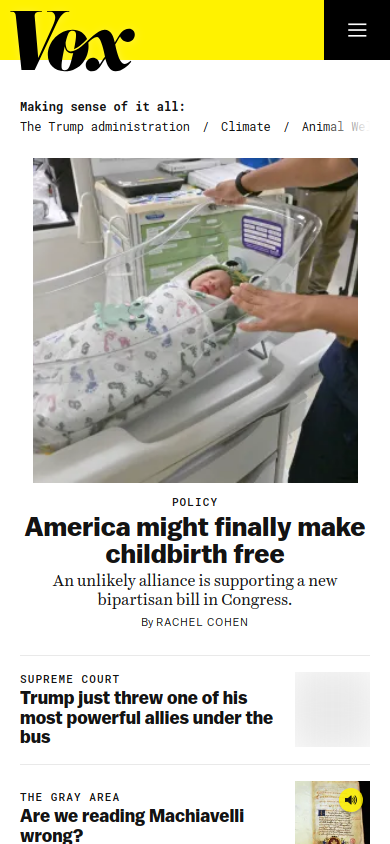 Vox
Making sense of it all:
The Trump administration / Climate / Animal We
POLICY
America might finally make
childbirth free
An unlikely alliance is supporting a new
bipartisan bill in Congress.
By RACHEL COHEN
SUPREME COURT
Trump just threw one of his
most powerful allies under the
bus
THE GRAY AREA
Are we reading Machiavelli
wrong?